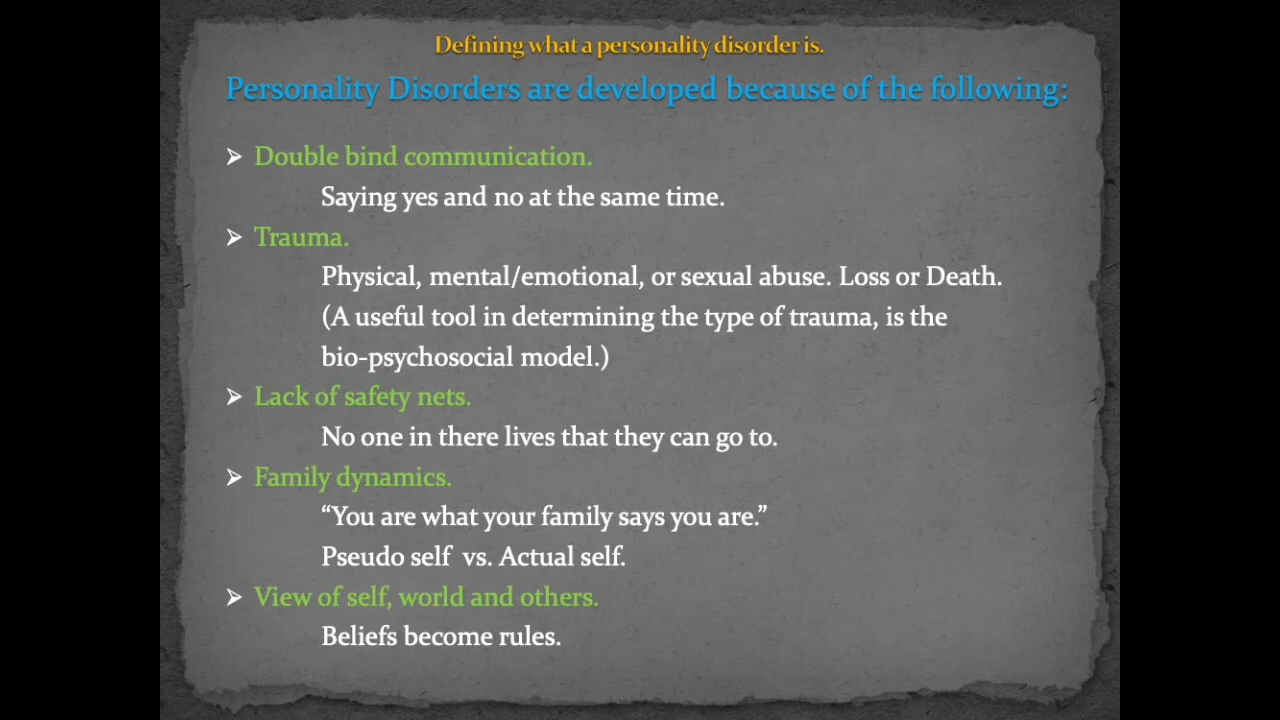 Defining what a personality disorder is.
Personality Disorders are developed because of the following:
➢ Double bind communication.
Saying yes and no at the same time.
➢ Trauma.
Physical, mental/emotional, or sexual abuse. Loss or Death.
(A useful tool in determining the type of trauma, is the
bio-psychosocial model.)
➢ Lack of safety nets.
No one in there lives that they can go to.
➢ Family dynamics.
“You are what your family says you are.”
Pseudo self vs. Actual self.
➢ View of self, world and others.
Beliefs become rules.